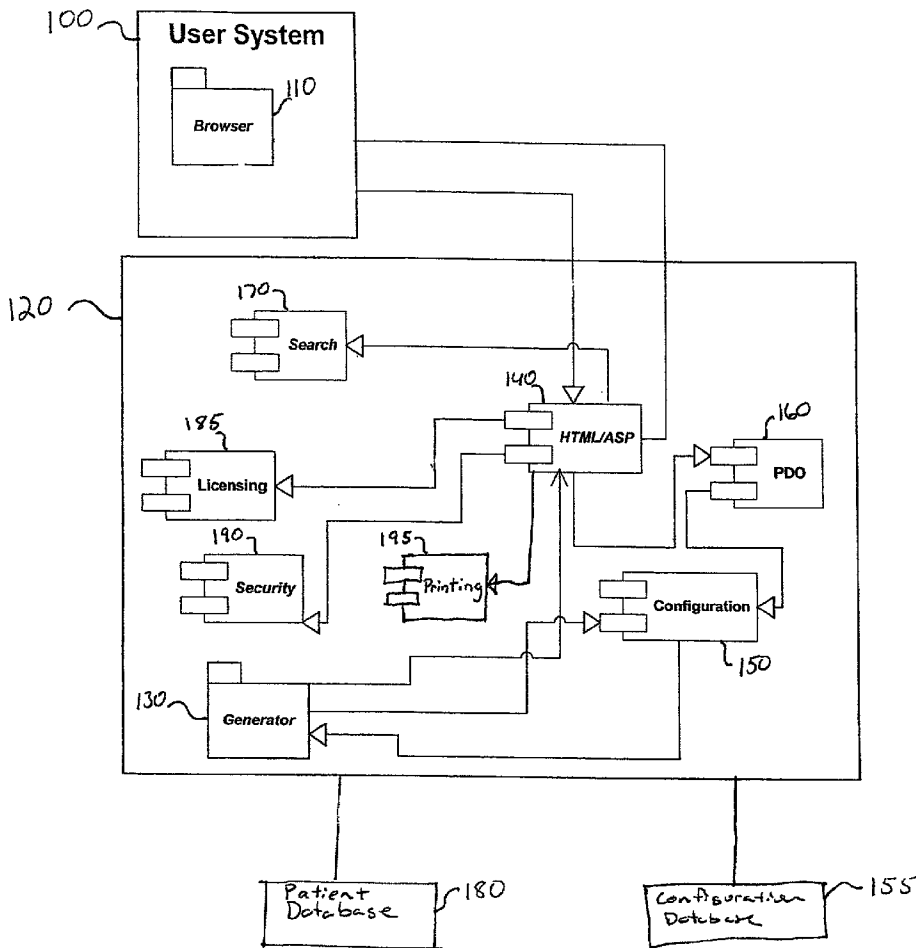 100
User System
110
Browser
120
170
Search
140
HTML/ASP
160
PDO
185
Licensing
190
Security
195
Printing
Configuration
150
130
Generator
Patient
Database
180
Configuration
Database
155